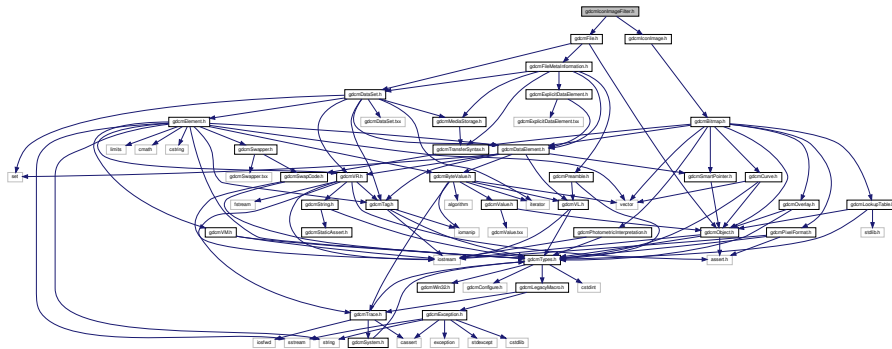 gdcmIconImageFilter.h
gdcmFile.h
gdcmIconImage.h
gdcmFileMetaInformation.h
gdcmDataSet.h
gdcmExplicitDataElement.h
gdcmElement.h
gdcmDataSet.txx
gdcmMediaStorage.h
gdcmExplicitDataElement.txx
gdcmBitmap.h
limits
cmath
cstring
gdcmSwapper.h
gdcmTransferSyntax.h
gdcmDataElement.h
set
gdcmSwapper.txx
gdcmSwapCode.h
gdcmVR.h
gdcmByteValue.h
gdcmPreamble.h
gdcmSmartPointer.h
gdcmCurve.h
fstream
gdcmString.h
gdcmTag.h
algorithm
gdcmValue.h
iterator
gdcmVL.h
vector
gdcmOverlay.h
gdcmLookupTable.h
gdcmVM.h
gdcmStaticAssert.h
iomanip
gdcmValue.txx
gdcmPhotometricInterpretation.h
gdcmObject.h
gdcmPixelFormat.h
stdlib.h
iostream
gdcmTypes.h
assert.h
gdcmWin32.h
gdcmConfigure.h
gdcmLegacyMacro.h
cstdint
gdcmTrace.h
gdcmException.h
iosfwd
sstream
string
gdcmSystem.h
cassert
exception
stdexcept
cstdlib